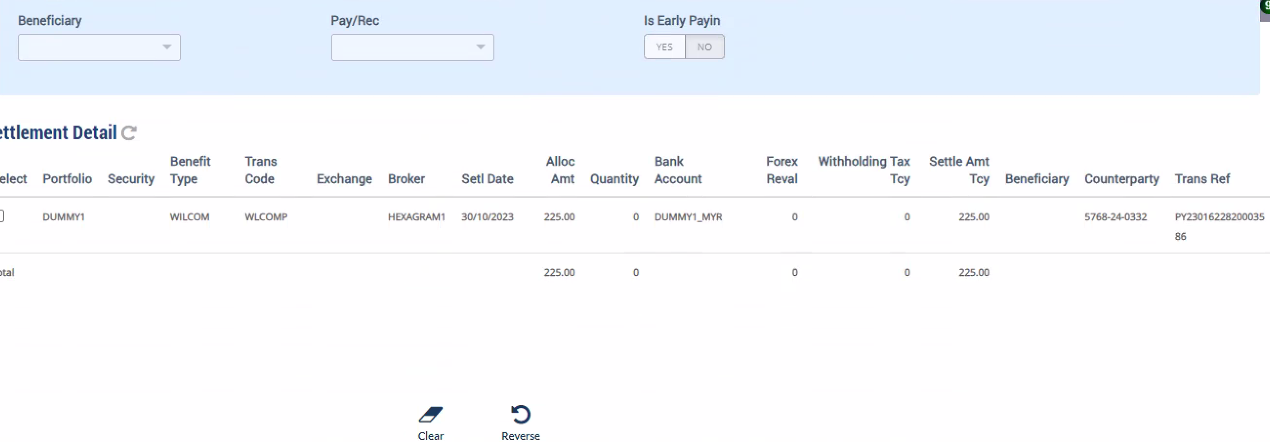 Beneficiary Pay/Rec Is Early Payin
YES NO
ettlement Detail
elect Portfolio Security Benefit Type Trans Code Exchange Broker Setl Date Alloc Amt Quantity Bank Account Forex Reval Withholding Tax Tcy Settle Amt Tcy Beneficiary Counterparty Trans Ref
DUMMY1 WILCOM WLCOMP HEXAGRAM1 30/10/2023 225.00 0 DUMMY1_MYR 0 0 225.00 5768-24-0332 PY23016228200035
86
otal 225.00 0 0 0 225.00
Clear Reverse